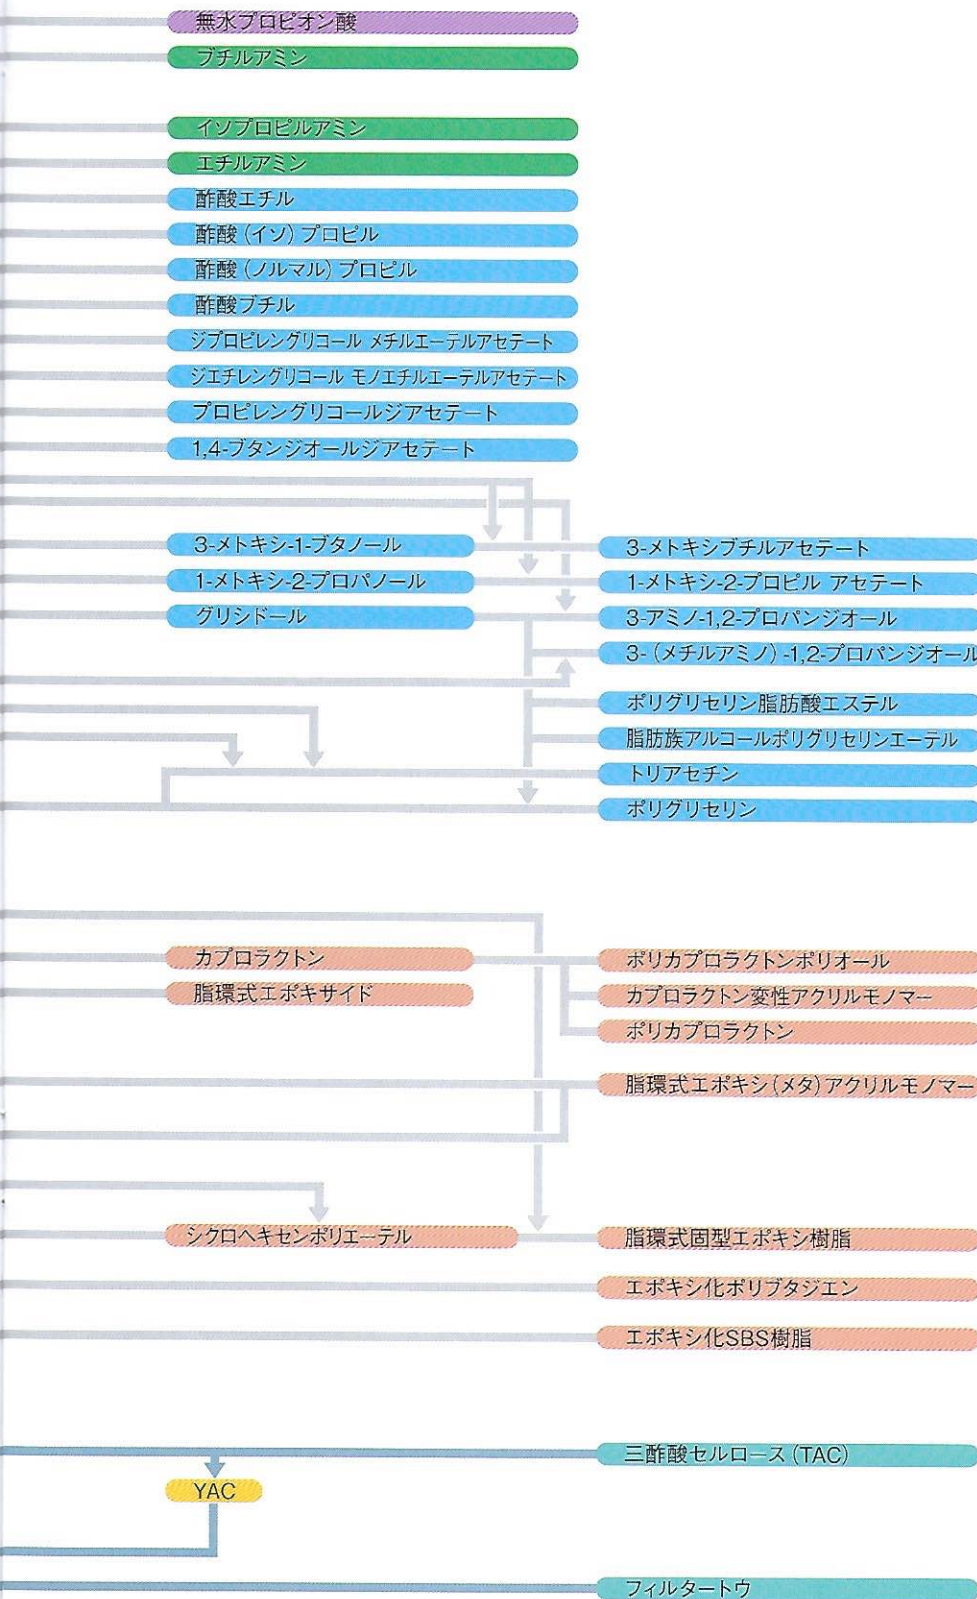 無水プロピオン酸
ブチルアミン
イソプロピルアミン
エチルアミン
酢酸エチル
酢酸(イソ)プロピル
酢酸(ノルマル)プロピル
酢酸ブチル
ジプロピレングリコール メチルエーテルアセテート
ジエチレングリコール モノエチルエーテルアセテート
プロピレングリコールジアセテート
1,4-ブタンジオールジアセテート
3-メトキシ-1-ブタノール
3-メトキシブチルアセテート
1-メトキシ-2-プロパノール
1-メトキシ-2-プロピル アセテート
グリシドール
3-アミノ-1,2-プロパンジオール
3-(メチルアミノ)-1,2-プロパンジオール
ポリグリセリン脂肪酸エステル
脂肪族アルコールポリグリセリンエーテル
トリアセチン
ポリグリセリン
カプロラクトン
ポリカプロラクトンポリオール
脂環式エポキサイド
カプロラクトン変性アクリルモノマー
ポリカプロラクトン
脂環式エポキシ(メタ)アクリルモノマー
シクロヘキセンポリエーテル
脂環式固型エポキシ樹脂
エポキシ化ポリブタジエン
エポキシ化SBS樹脂
三酢酸セルロース(TAC)
YAC
フィルタートウ